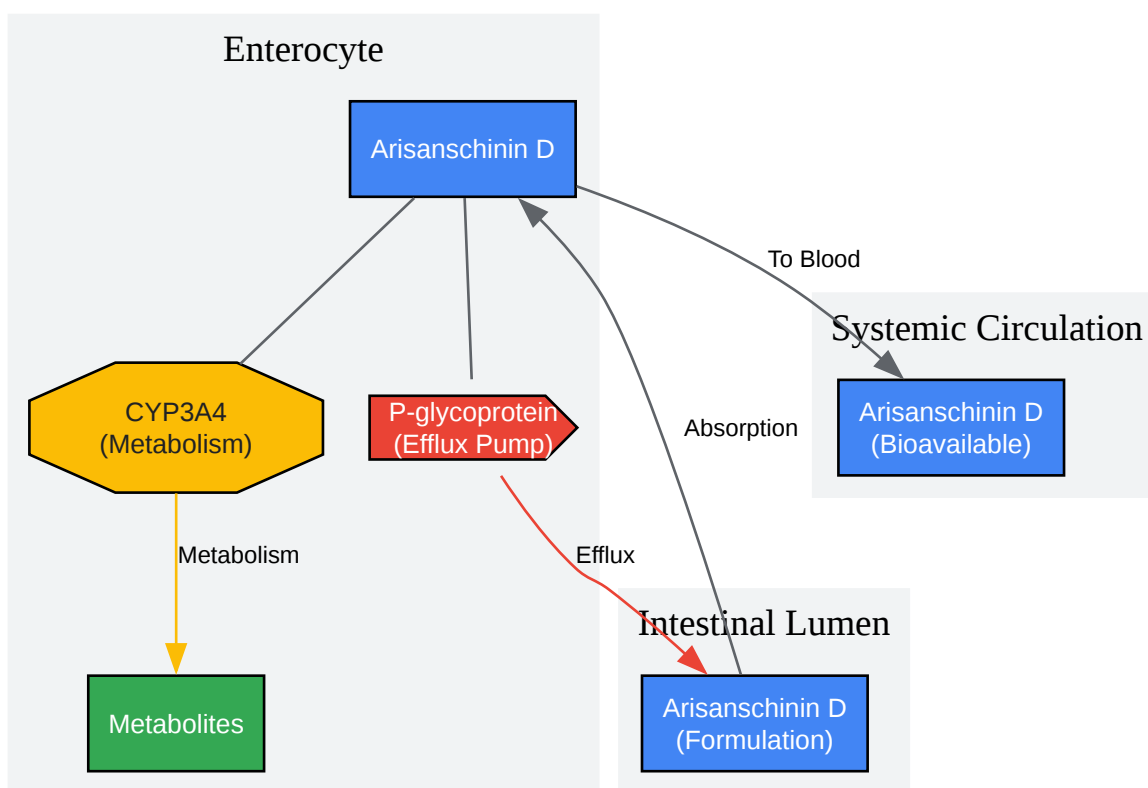 Enterocyte
Arisanschinin D
To Blood
Systemic Circulation
CYP3A4
(Metabolism)
P-glycoprotein
(Efflux Pump)
Absorption
Arisanschinin D
(Bioavailable)
Metabolism
Efflux
Intestinal Lumen
Metabolites
Arisanschinin D
(Formulation)